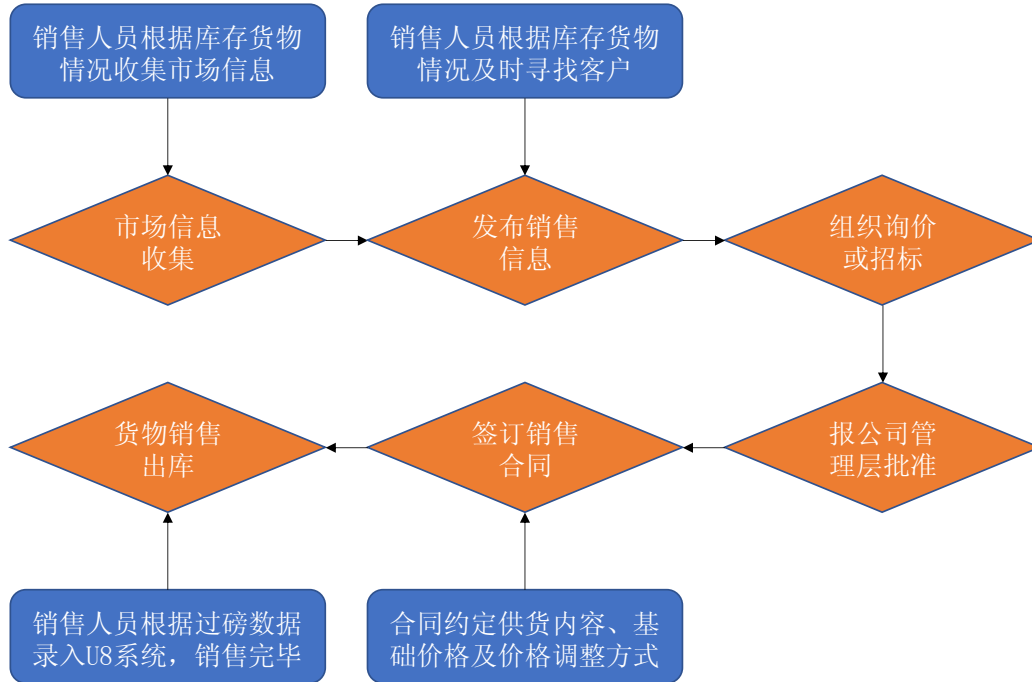 销售人员根据库存货物
情况收集市场信息
销售人员根据库存货物
情况及时寻找客户
市场信息
收集
发布销售
信息
组织询价
或招标
货物销售
出库
签订销售
合同
报公司管
理层批准
销售人员根据过磅数据
录入U8系统，销售完毕
合同约定供货内容、基
础价格及价格调整方式